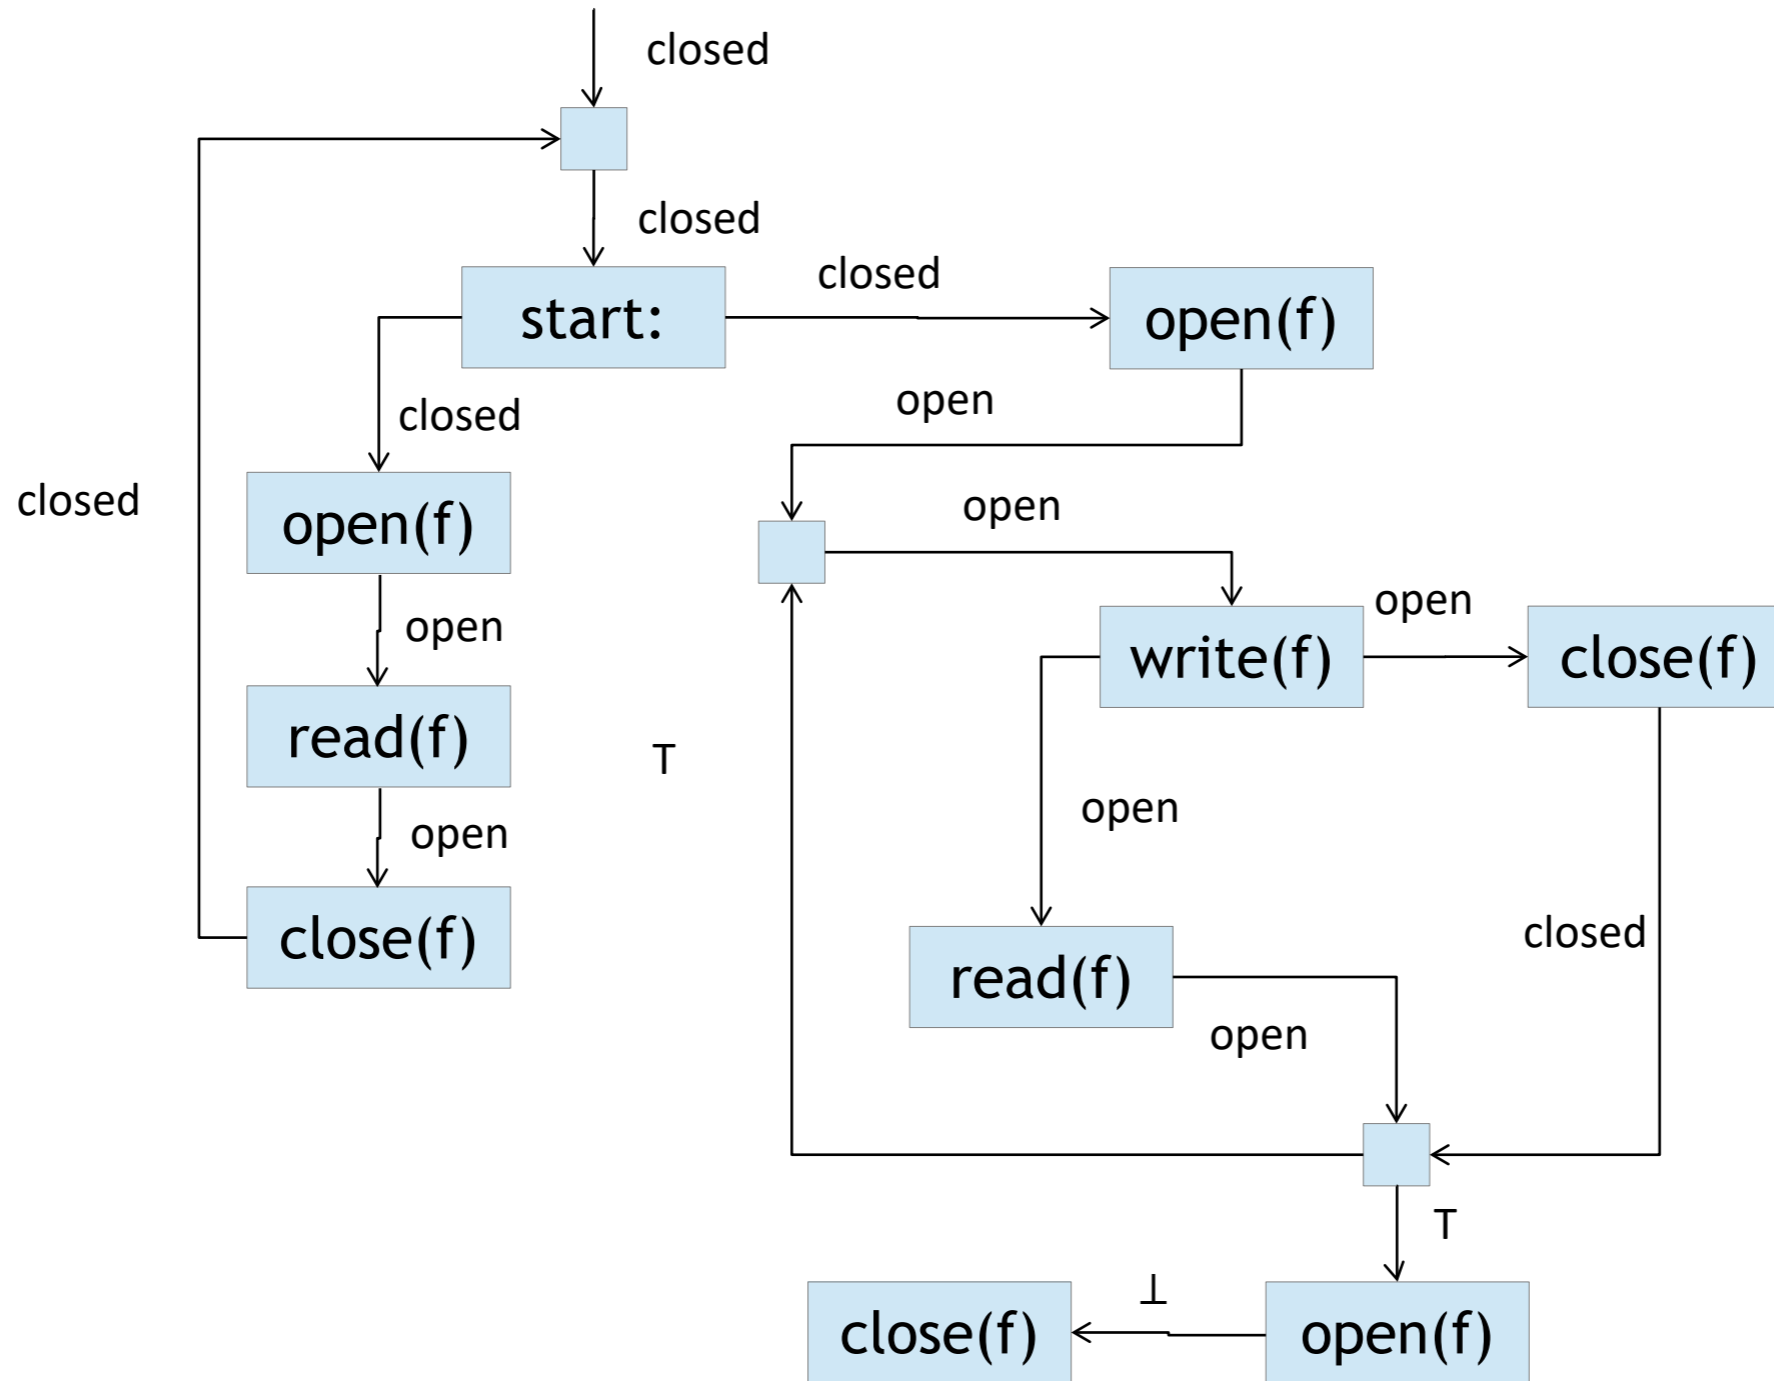 closed
closed
start:
closed
open(f)
closed
open
closed
open(f)
open
open
write(f)
open
close(f)
read(f)
T
open
open
close(f)
closed
read(f)
open
T
⊥
close(f)
open(f)